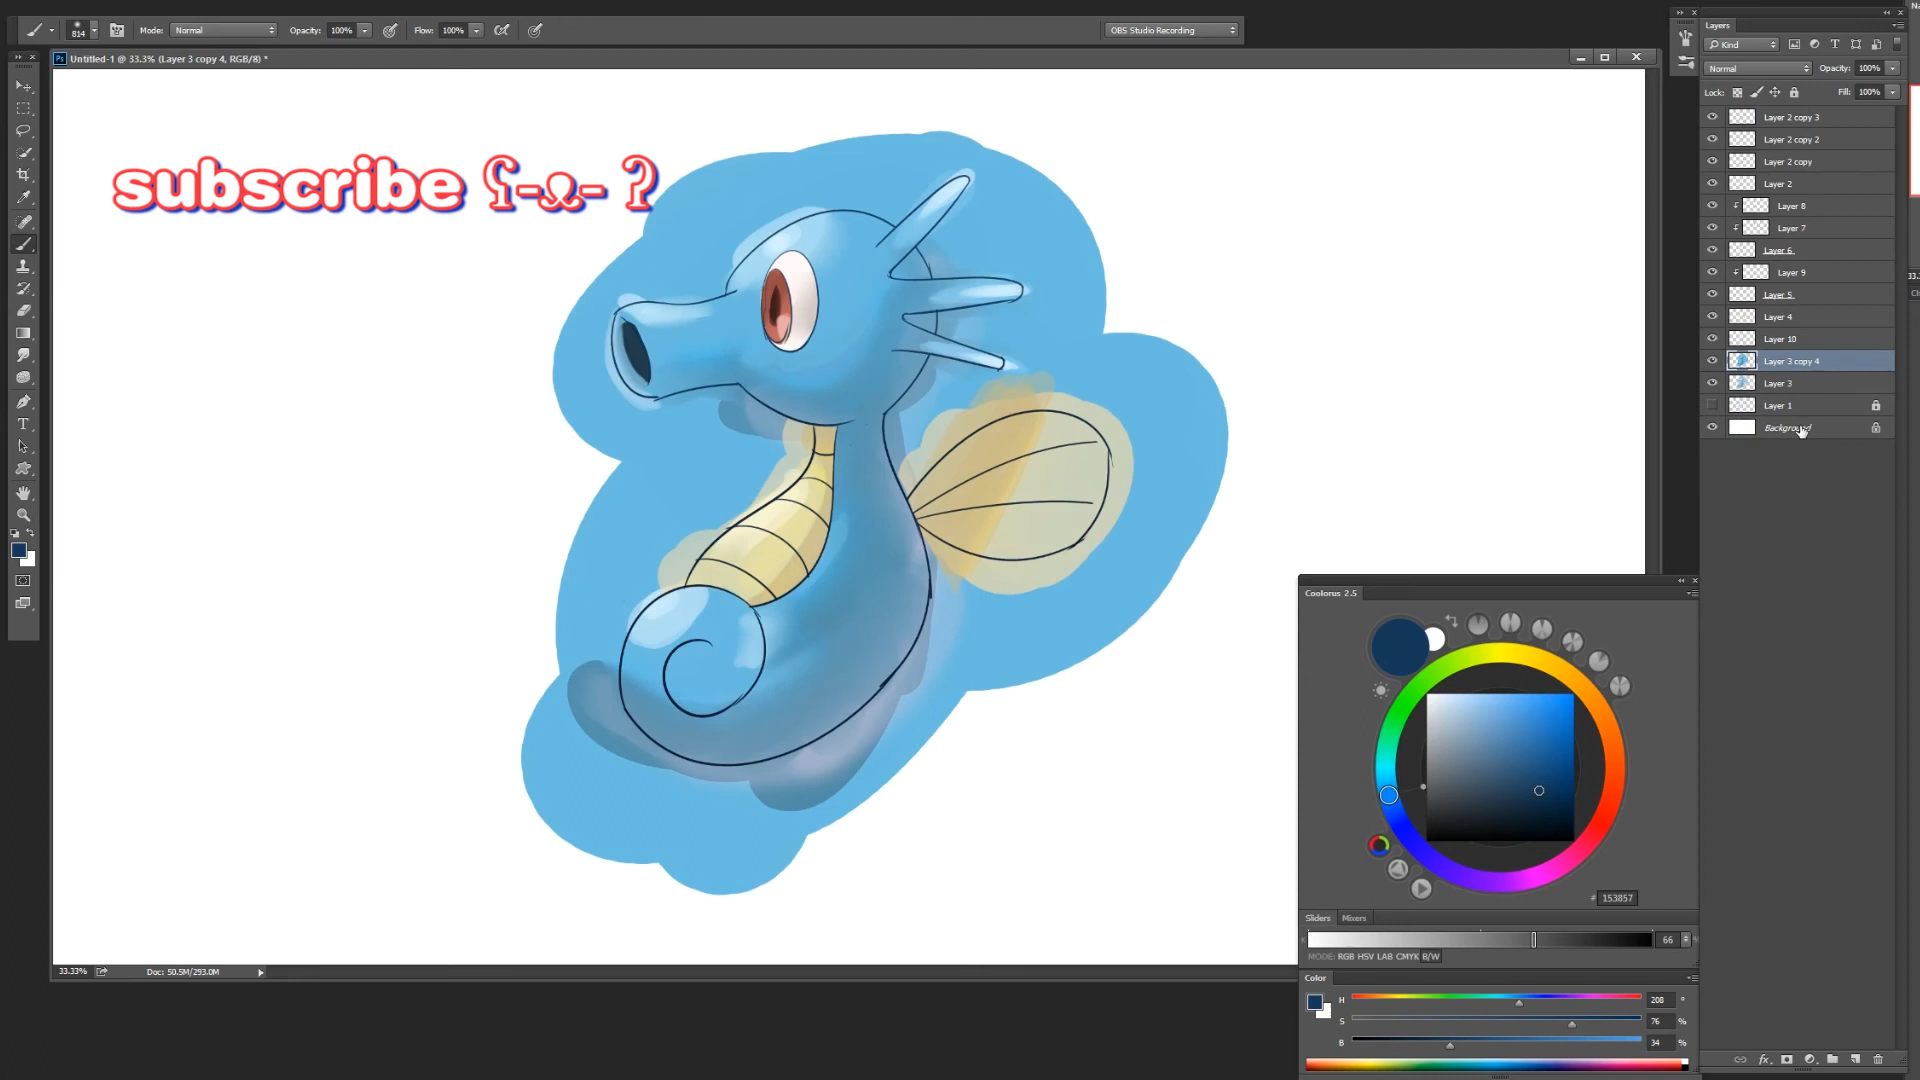 814 Mode: Normal Opacity: 100% Flow: 100% OBS Studio Recording
Ps Untitled-1 @ 33.3% (Layer 3 copy 4, RGB/8) *
subscribe ʕ-ᴥ- ʔ
33.33% Doc: 50.5M/293.0M
Layers
Kind
Normal Opacity: 100%
Lock: Fill: 100%
Layer 2 copy 3
Layer 2 copy 2
Layer 2 copy
Layer 2
Layer 8
Layer 7
Layer 6
Layer 9
Layer 5
Layer 4
Layer 10
Layer 3 copy 4
Layer 3
Layer 1
Background
Coolorus 2.5
# 153857
Sliders Mixers
66 %
MODE: RGB HSV LAB CMYK B/W
Color
H 208 °
S 76 %
B 34 %
fx